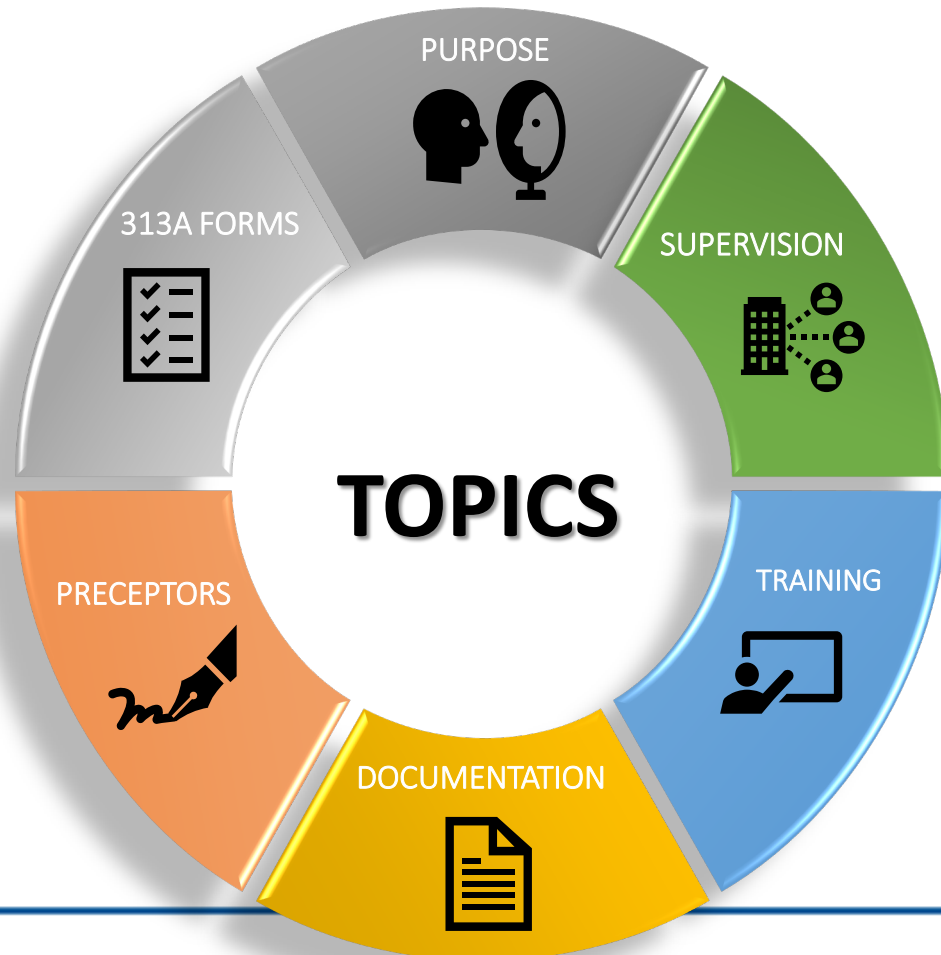 PURPOSE
SUPERVISION
TRAINING
DOCUMENTATION
PRECEPTORS
313A FORMS
TOPICS